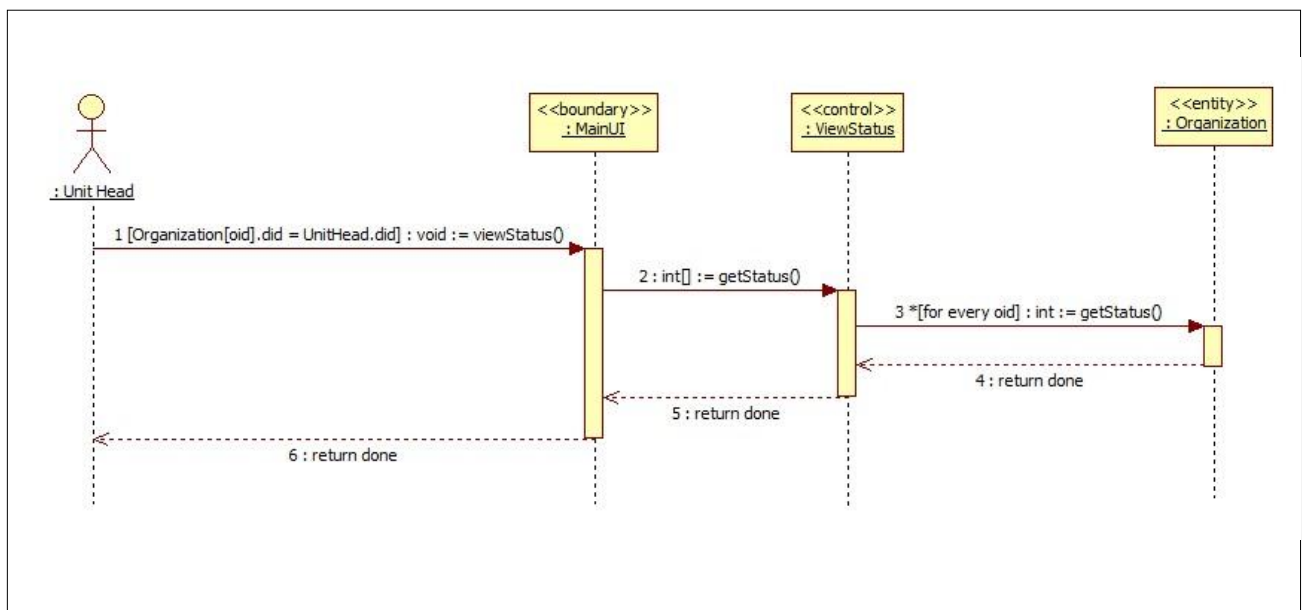 <<boundary>>
: MainUI
<<control>>
: ViewStatus
<<entity>>
: Organization
: Unit Head
1 [Organization[oid].did = UnitHead.did] : void := viewStatus()
2 : int[] := getStatus()
3 *[for every oid] : int := getStatus()
4 : return done
5 : return done
6 : return done